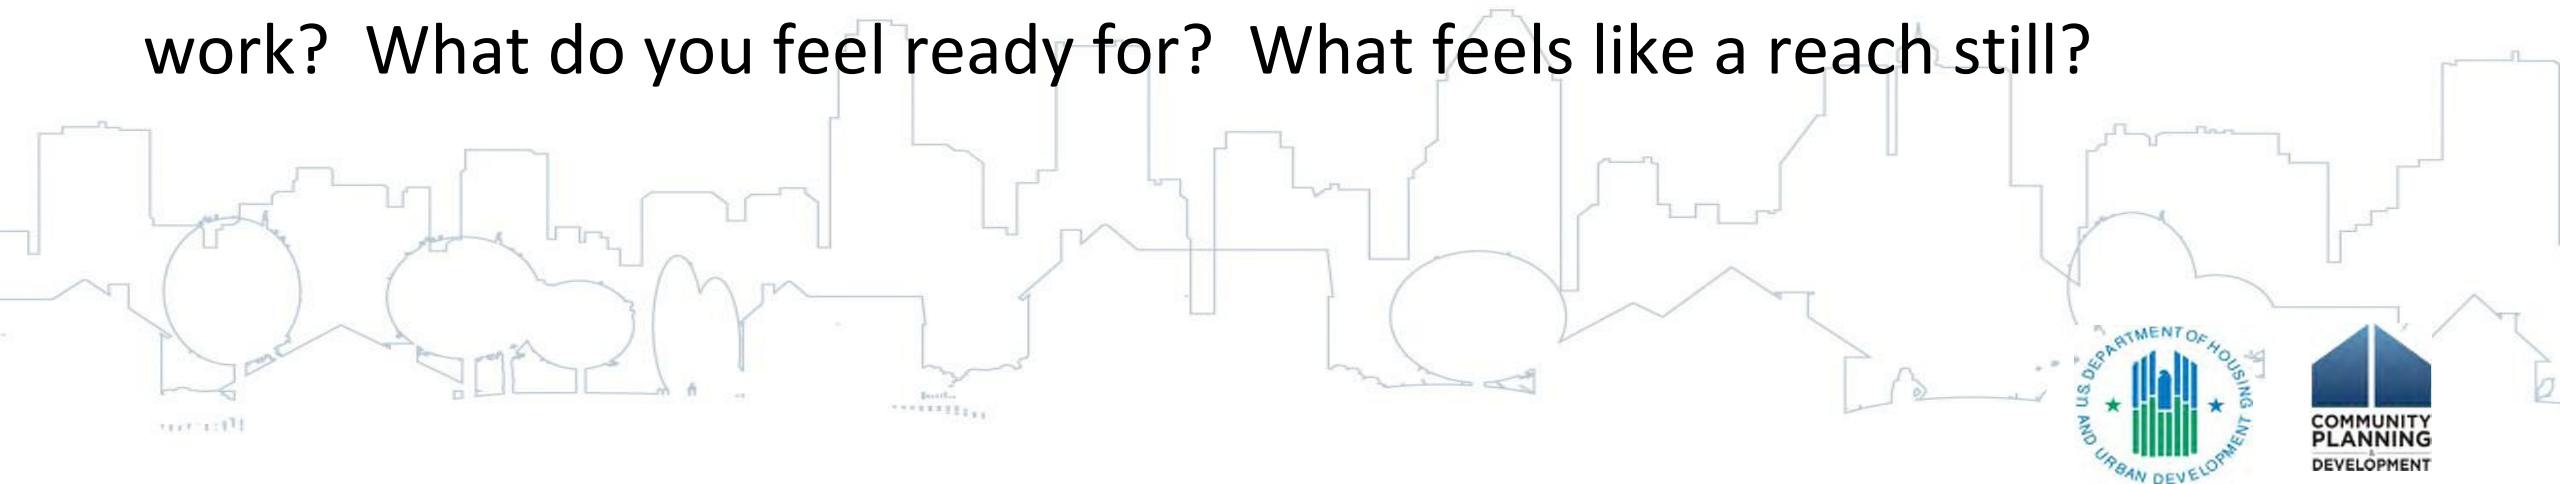 work?  What do you feel ready for?  What feels like a reach still?
U.S. DEPARTMENT OF HOUSING AND URBAN DEVELOPMENT
COMMUNITY
PLANNING
&
DEVELOPMENT